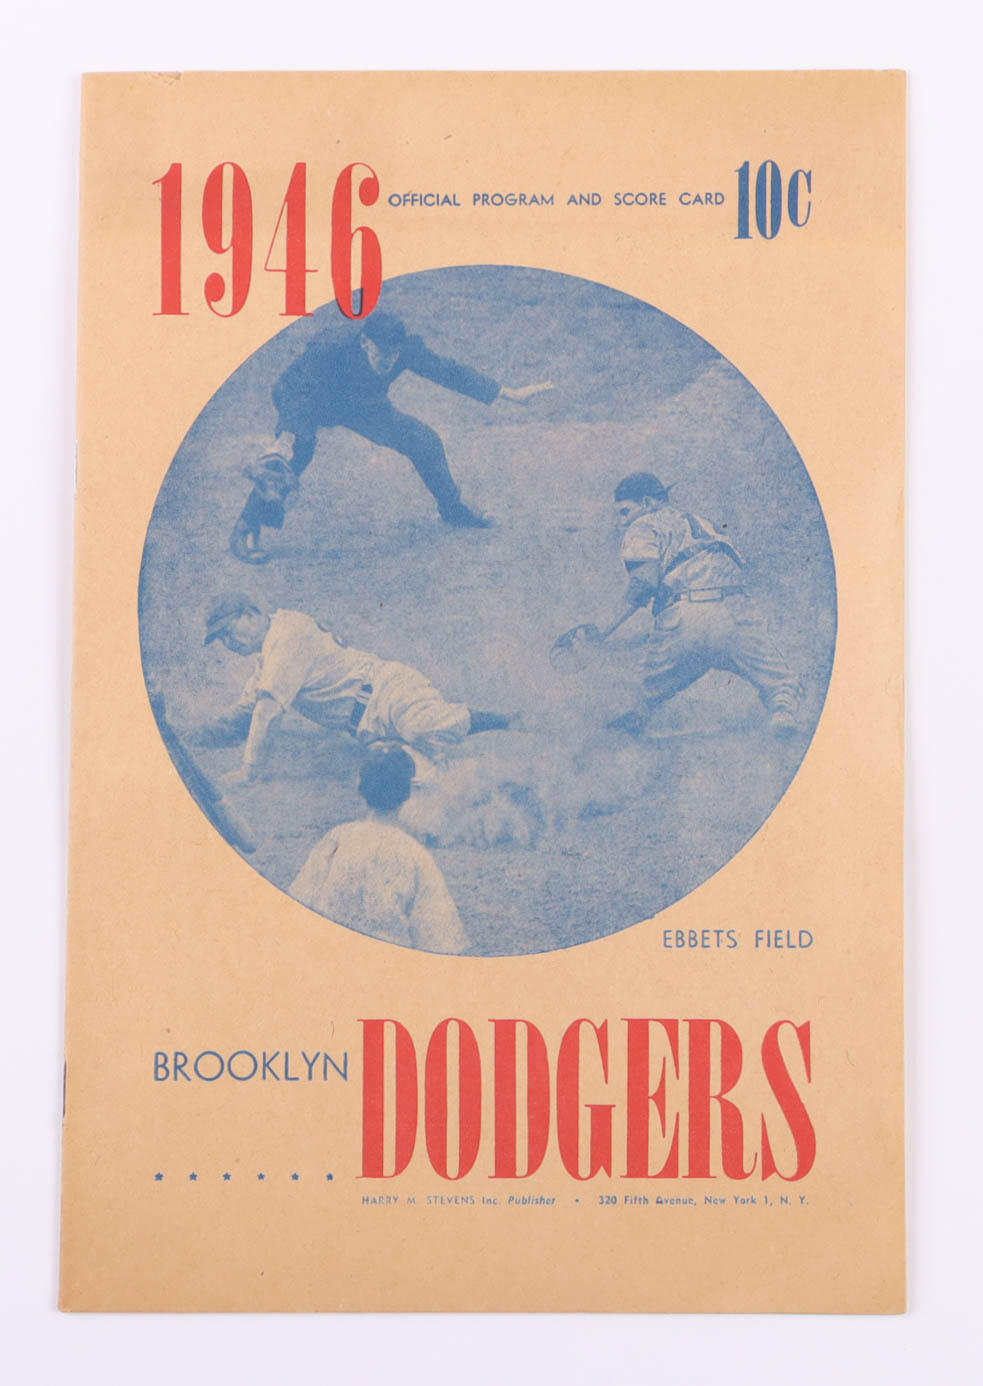 1946 OFFICIAL PROGRAM AND SCORE CARD 10c
EBBETS FIELD
BROOKLYN DODGERS
HARRY M. STEVENS Inc. Publisher • 320 Fifth Avenue, New York 1, N. Y.